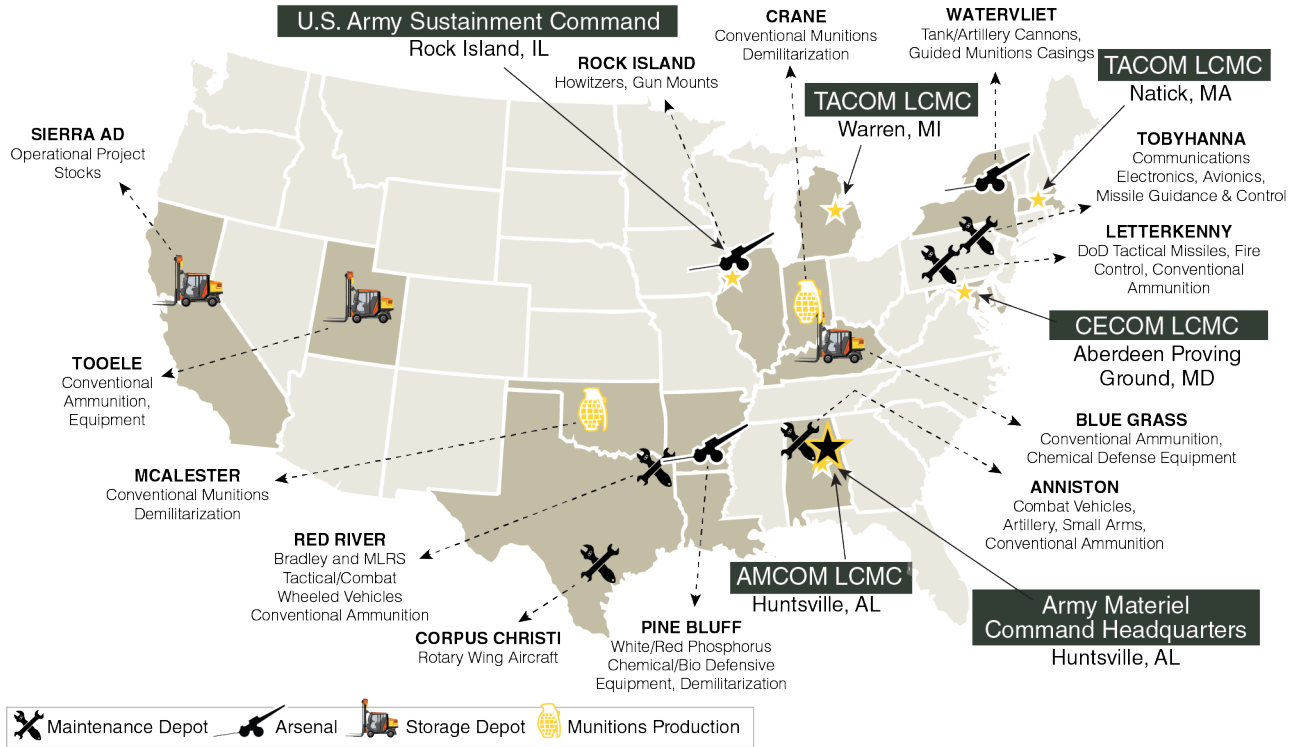 U.S. Army Sustainment Command
Rock Island, IL
ROCK ISLAND
Howitzers, Gun Mounts
CRANE
Conventional Munitions
Demilitarization
WATERVLIET
Tank/Artillery Cannons,
Guided Munitions Casings
TACOM LCMC
Natick, MA
TACOM LCMC
Warren, MI
SIERRA AD
Operational Project
Stocks
TOBYHANNA
Communications
Electronics, Avionics,
Missile Guidance & Control
LETTERKENNY
DoD Tactical Missiles, Fire
Control, Conventional
Ammunition
CECOM LCMC
Aberdeen Proving
Ground, MD
TOOELE
Conventional
Ammunition,
Equipment
BLUE GRASS
Conventional Ammunition,
Chemical Defense Equipment
MCALESTER
Conventional Munitions
Demilitarization
ANNISTON
Combat Vehicles,
Artillery, Small Arms,
Conventional Ammunition
RED RIVER
Bradley and MLRS
Tactical/Combat
Wheeled Vehicles
Conventional Ammunition
AMCOM LCMC
Huntsville, AL
Army Materiel
Command Headquarters
Huntsville, AL
CORPUS CHRISTI
Rotary Wing Aircraft
PINE BLUFF
White/Red Phosphorus
Chemical/Bio Defensive
Equipment, Demilitarization
Maintenance Depot
Arsenal
Storage Depot
Munitions Production